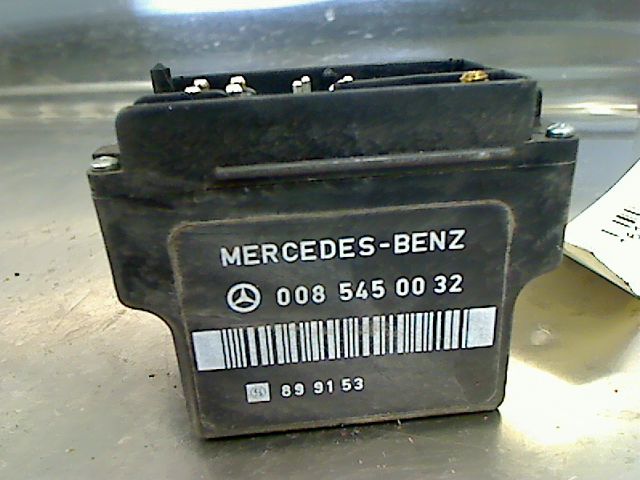 MERCEDES-BENZ
008 545 00 32
89 91 53